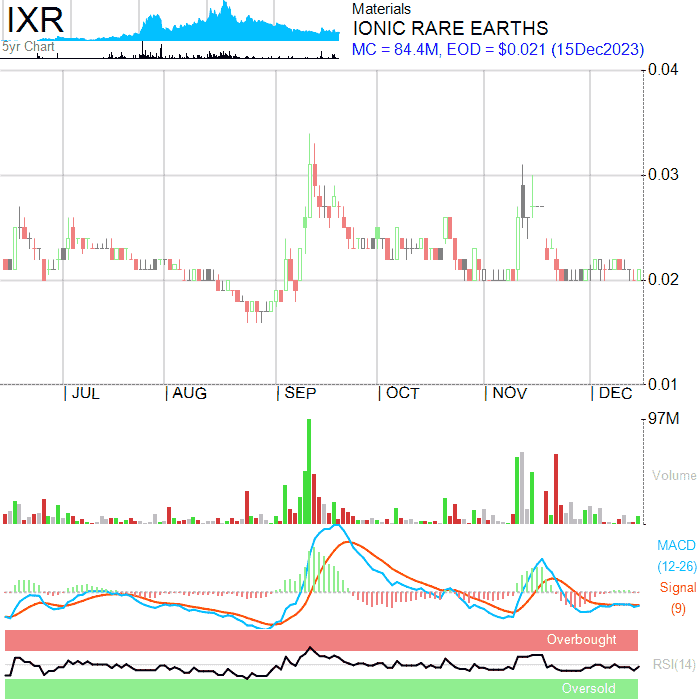 IXR
5yr Chart
Materials
IONIC RARE EARTHS
MC = 84.4M, EOD = $0.021 (15Dec2023)
0.04
0.03
0.02
0.01
JUL AUG SEP OCT NOV DEC
97M
Volume
MACD
(12-26)
Signal
(9)
Overbought
RSI(14)
Oversold